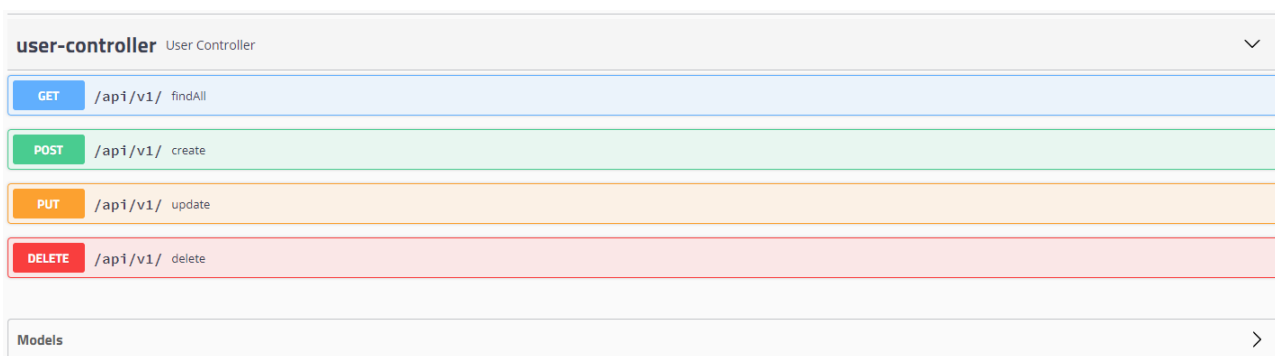 user-controller User Controller
GET /api/v1/ findAll
POST /api/v1/ create
PUT /api/v1/ update
DELETE /api/v1/ delete
Models